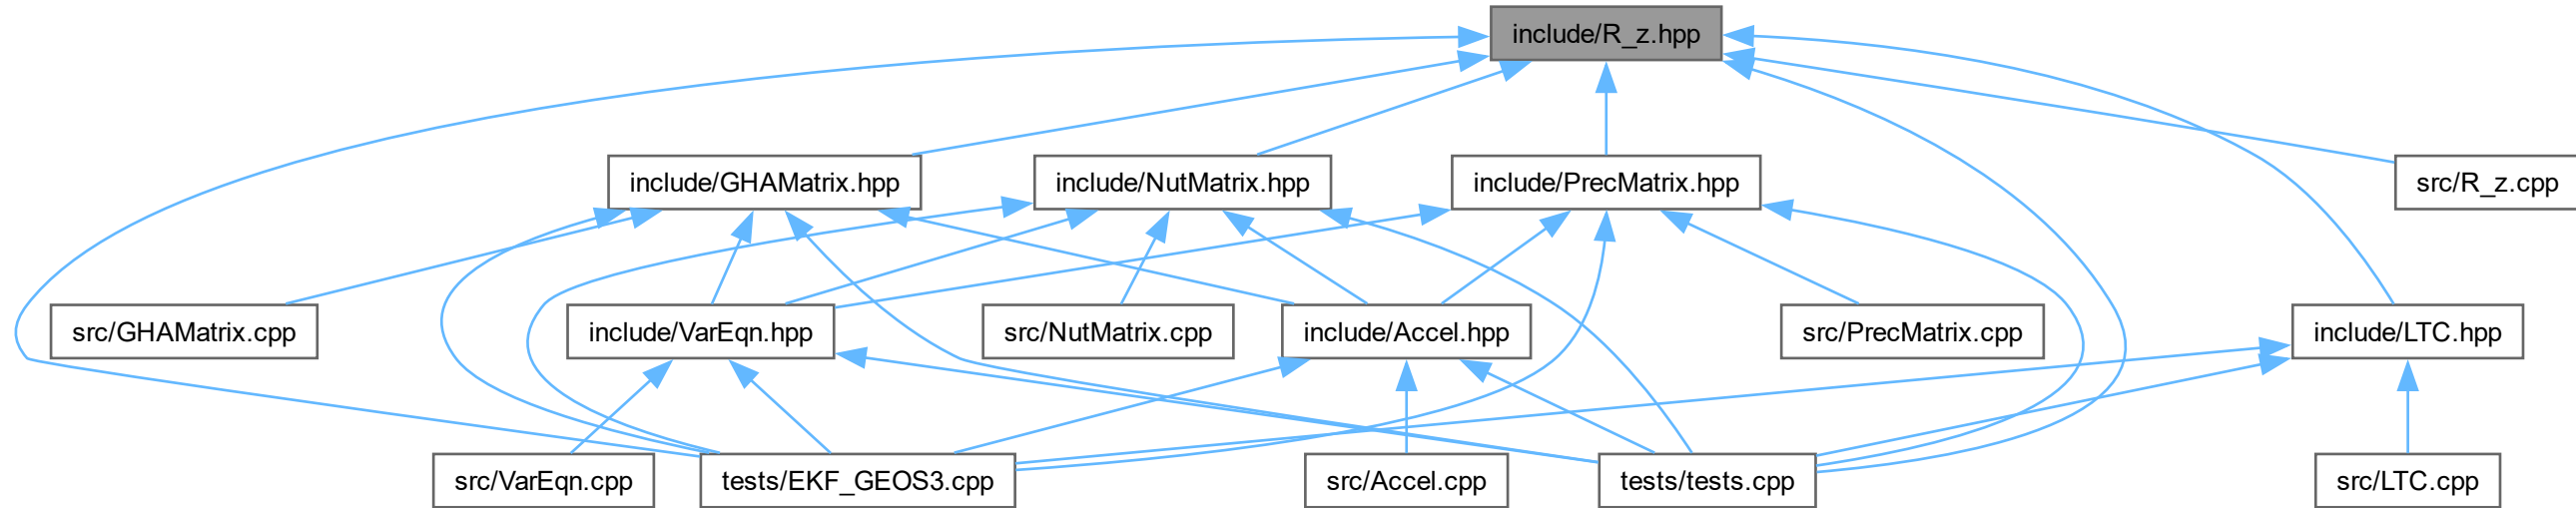 include/R_z.hpp
include/GHAMatrix.hpp
include/NutMatrix.hpp
include/PrecMatrix.hpp
src/R_z.cpp
src/GHAMatrix.cpp
include/VarEqn.hpp
src/NutMatrix.cpp
include/Accel.hpp
src/PrecMatrix.cpp
include/LTC.hpp
src/VarEqn.cpp
tests/EKF_GEOS3.cpp
src/Accel.cpp
tests/tests.cpp
src/LTC.cpp